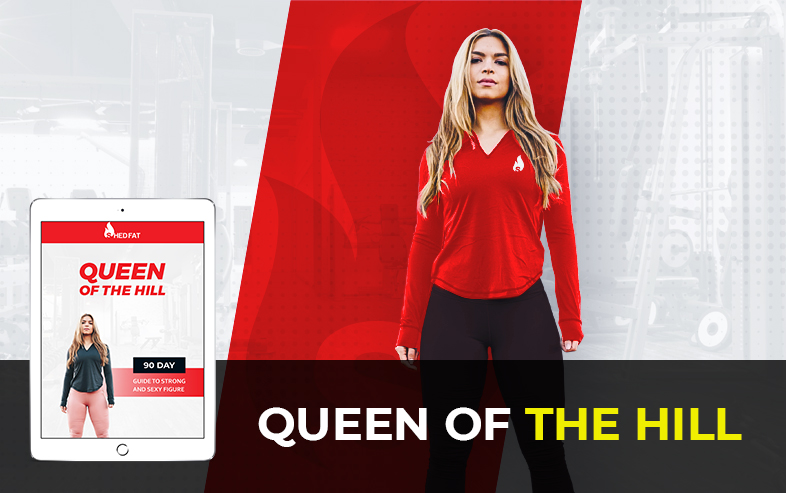 SHEDFAT
QUEEN
OF THE HILL
90 DAY
GUIDE TO STRONG
AND SEXY FIGURE
S
QUEEN OF THE HILL